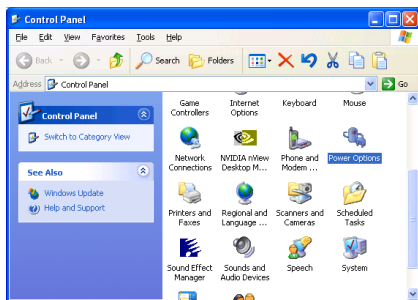 Control Panel
File Edit View Favorites Tools Help
Back Search Folders
Address Control Panel Go
Control Panel
Switch to Category View
See Also
Windows Update
Help and Support
Game Controllers
Internet Options
Keyboard
Mouse
Network Connections
NVIDIA nView Desktop M...
Phone and Modem ...
Power Options
Printers and Faxes
Regional and Language ...
Scanners and Cameras
Scheduled Tasks
Sound Effect Manager
Sounds and Audio Devices
Speech
System